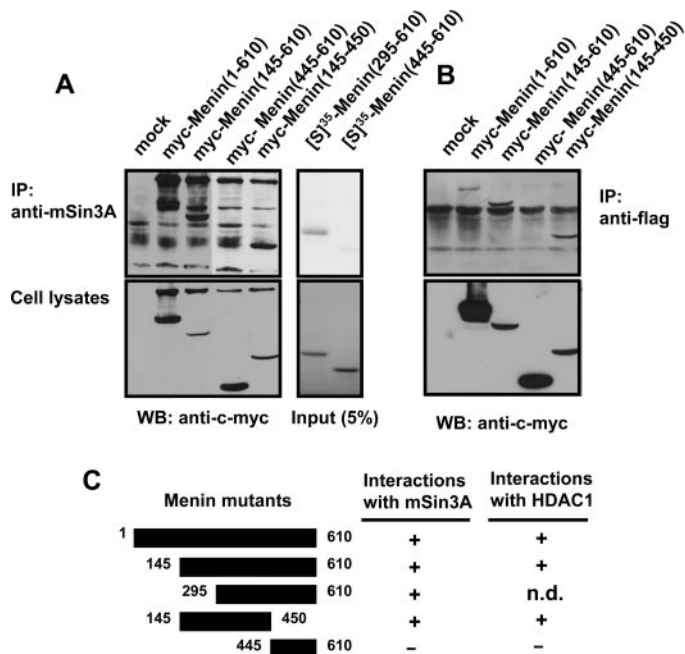 A
mock
myc-Menin(1-610)
myc-Menin(145-610)
myc- Menin(445-610)
myc-Menin(145-450)
[S]³⁵-Menin(295-610)
[S]³⁵-Menin(445-610)
IP:
anti-mSin3A
Cell lysates
WB: anti-c-myc
Input (5%)
B
mock
myc-Menin(1-610)
myc-Menin(145-610)
myc-Menin(445-610)
myc-Menin(145-450)
IP:
anti-flag
WB: anti-c-myc
C
Menin mutants
Interactions with mSin3A
Interactions with HDAC1
1 610 + +
145 610 + +
295 610 + n.d.
145 450 + +
445 610 – –